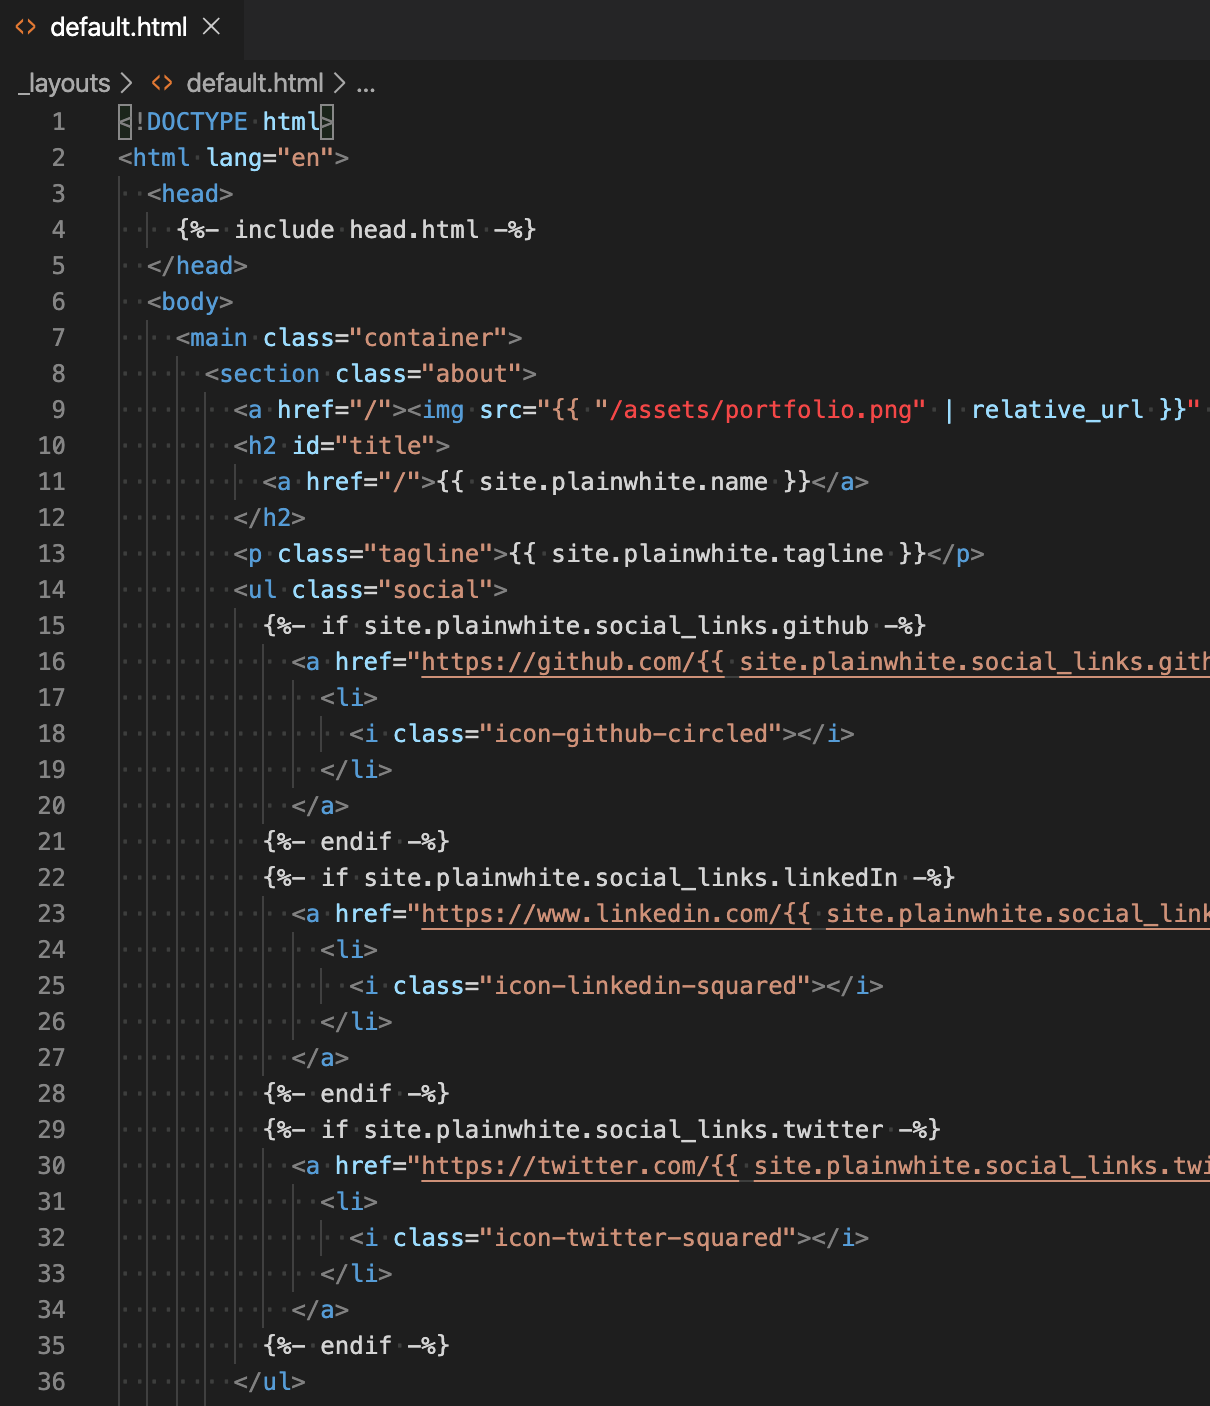 default.html
_layouts > default.html > ...
1 <!DOCTYPE html>
2 <html lang="en">
3 <head>
4 {%- include head.html -%}
5 </head>
6 <body>
7 <main class="container">
8 <section class="about">
9 <a href="/"><img src="{{ "/assets/portfolio.png" | relative_url }}"
10 <h2 id="title">
11 <a href="/">{{ site.plainwhite.name }}</a>
12 </h2>
13 <p class="tagline">{{ site.plainwhite.tagline }}</p>
14 <ul class="social">
15 {%- if site.plainwhite.social_links.github -%}
16 <a href="https://github.com/{{ site.plainwhite.social_links.gith
17 <li>
18 <i class="icon-github-circled"></i>
19 </li>
20 </a>
21 {%- endif -%}
22 {%- if site.plainwhite.social_links.linkedIn -%}
23 <a href="https://www.linkedin.com/{{ site.plainwhite.social_link
24 <li>
25 <i class="icon-linkedin-squared"></i>
26 </li>
27 </a>
28 {%- endif -%}
29 {%- if site.plainwhite.social_links.twitter -%}
30 <a href="https://twitter.com/{{ site.plainwhite.social_links.twi
31 <li>
32 <i class="icon-twitter-squared"></i>
33 </li>
34 </a>
35 {%- endif -%}
36 </ul>